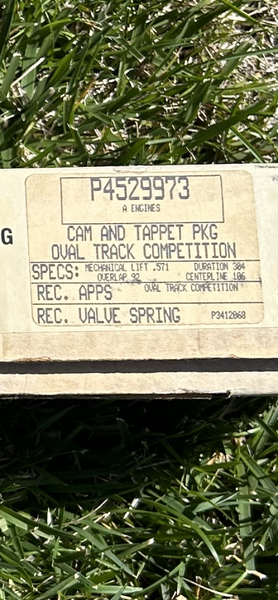 P4529973
A ENGINES
G
CAM AND TAPPET PKG
OVAL TRACK COMPETITION
SPECS: MECHANICAL LIFT .571 DURATION 304
OVERLAP 92 CENTERLINE 106
REC. APPS OVAL TRACK COMPETITION
REC. VALVE SPRING P3412068